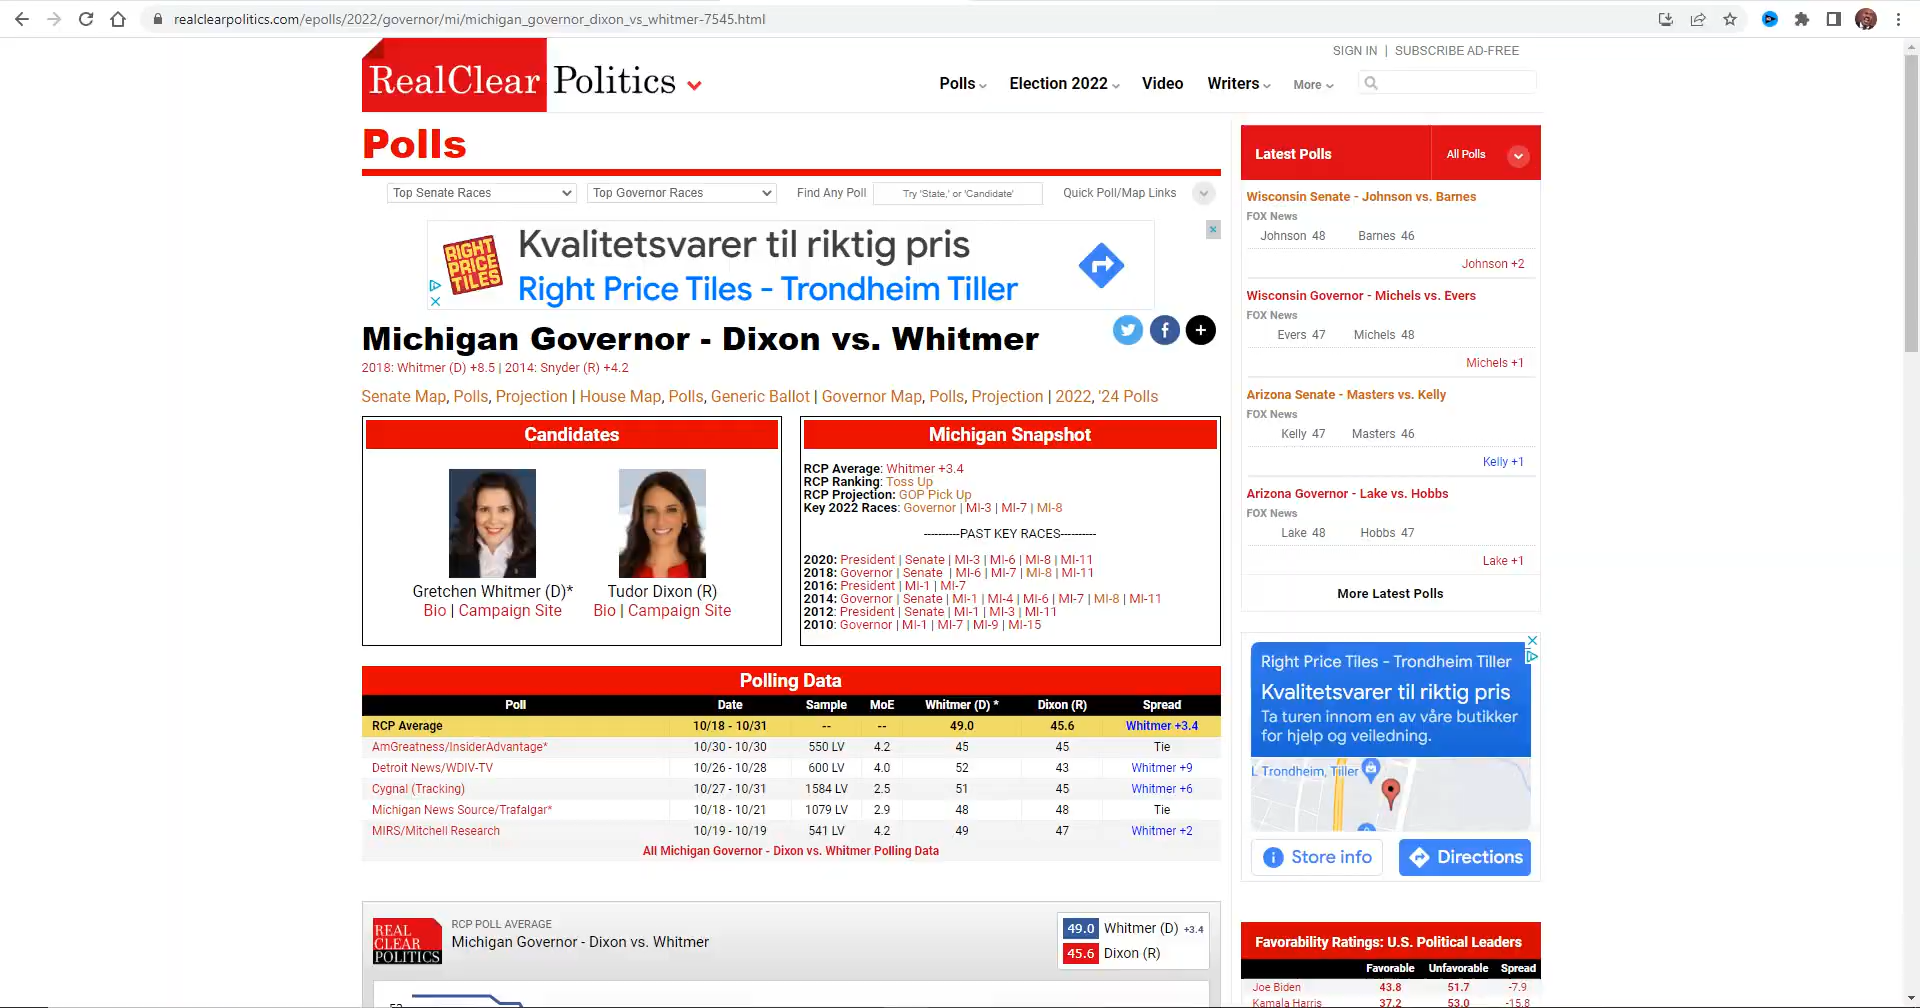 realclearpolitics.com/epolls/2022/governor/mi/michigan_governor_dixon_vs_whitmer-7545.html
SIGN IN | SUBSCRIBE AD-FREE
RealClear Politics
Polls Election 2022 Video Writers More
Polls
Top Senate Races Top Governor Races Find Any Poll Try 'State,' or 'Candidate' Quick Poll/Map Links
RIGHT PRICE TILES
Kvalitetsvarer til riktig pris
Right Price Tiles - Trondheim Tiller
Michigan Governor - Dixon vs. Whitmer
2018: Whitmer (D) +8.5 | 2014: Snyder (R) +4.2
Senate Map, Polls, Projection | House Map, Polls, Generic Ballot | Governor Map, Polls, Projection | 2022, '24 Polls
Candidates
Gretchen Whitmer (D)* Tudor Dixon (R)
Bio | Campaign Site Bio | Campaign Site
Michigan Snapshot
RCP Average: Whitmer +3.4
RCP Ranking: Toss Up
RCP Projection: GOP Pick Up
Key 2022 Races: Governor | MI-3 | MI-7 | MI-8
----------PAST KEY RACES----------
2020: President | Senate | MI-3 | MI-6 | MI-8 | MI-11
2018: Governor | Senate | MI-6 | MI-7 | MI-8 | MI-11
2016: President | MI-1 | MI-7
2014: Governor | Senate | MI-1 | MI-4 | MI-6 | MI-7 | MI-8 | MI-11
2012: President | Senate | MI-1 | MI-3 | MI-11
2010: Governor | MI-1 | MI-7 | MI-9 | MI-15
Polling Data
Poll Date Sample MoE Whitmer (D) * Dixon (R) Spread
RCP Average 10/18 - 10/31 -- -- 49.0 45.6 Whitmer +3.4
AmGreatness/InsiderAdvantage* 10/30 - 10/30 550 LV 4.2 45 45 Tie
Detroit News/WDIV-TV 10/26 - 10/28 600 LV 4.0 52 43 Whitmer +9
Cygnal (Tracking) 10/27 - 10/31 1584 LV 2.5 51 45 Whitmer +6
Michigan News Source/Trafalgar* 10/18 - 10/21 1079 LV 2.9 48 48 Tie
MIRS/Mitchell Research 10/19 - 10/19 541 LV 4.2 49 47 Whitmer +2
All Michigan Governor - Dixon vs. Whitmer Polling Data
REAL CLEAR POLITICS
RCP POLL AVERAGE
Michigan Governor - Dixon vs. Whitmer
49.0 Whitmer (D) +3.4
45.6 Dixon (R)
Latest Polls All Polls
Wisconsin Senate - Johnson vs. Barnes
FOX News
Johnson 48 Barnes 46
Johnson +2
Wisconsin Governor - Michels vs. Evers
FOX News
Evers 47 Michels 48
Michels +1
Arizona Senate - Masters vs. Kelly
FOX News
Kelly 47 Masters 46
Kelly +1
Arizona Governor - Lake vs. Hobbs
FOX News
Lake 48 Hobbs 47
Lake +1
More Latest Polls
Right Price Tiles - Trondheim Tiller
Kvalitetsvarer til riktig pris
Ta turen innom en av våre butikker
for hjelp og veiledning.
L Trondheim, Tiller
Store info Directions
Favorability Ratings: U.S. Political Leaders
Favorable Unfavorable Spread
Joe Biden 43.8 51.7 -7.9
Kamala Harris 37.2 53.0 -15.8